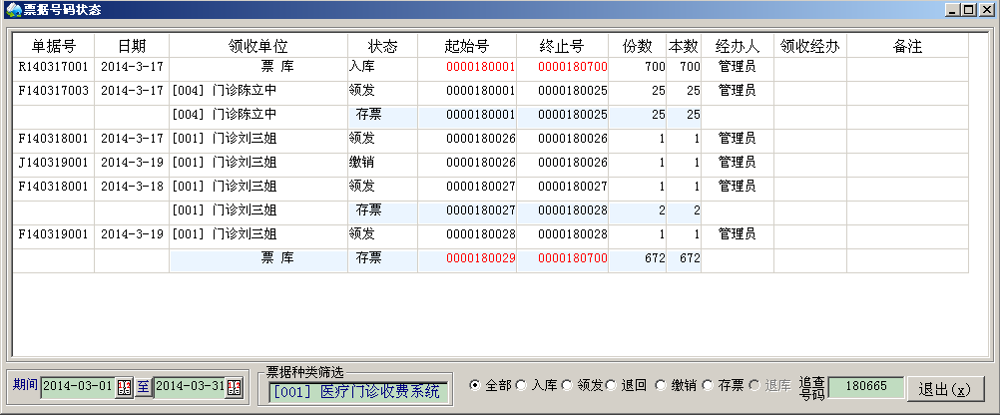 票据号码状态
单据号 日期 领收单位 状态 起始号 终止号 份数 本数 经办人 领收经办 备注
R140317001 2014-3-17 票 库 入库 0000180001 0000180700 700 700 管理员
F140317003 2014-3-17 [004] 门诊陈立中 领发 0000180001 0000180025 25 25 管理员
[004] 门诊陈立中 存票 0000180001 0000180025 25 25
F140318001 2014-3-17 [001] 门诊刘三姐 领发 0000180026 0000180026 1 1 管理员
J140319001 2014-3-19 [001] 门诊刘三姐 缴销 0000180026 0000180026 1 1 管理员
F140318001 2014-3-18 [001] 门诊刘三姐 领发 0000180027 0000180027 1 1 管理员
[001] 门诊刘三姐 存票 0000180027 0000180028 2 2
F140319001 2014-3-19 [001] 门诊刘三姐 领发 0000180028 0000180028 1 1 管理员
票 库 存票 0000180029 0000180700 672 672
票据种类筛选
期间 2014-03-01 至 2014-03-31 [001] 医疗门诊收费系统 全部 入库 领发 退回 缴销 存票 退库 追查号码 180665 退出(x)